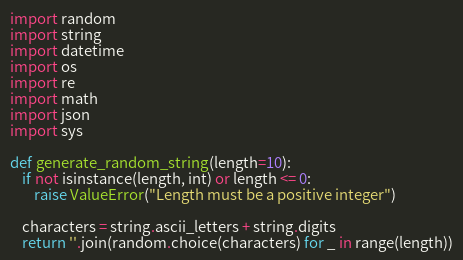 import random
import string
import datetime
import os
import re
import math
import json
import sys

def generate_random_string(length=10):
    if not isinstance(length, int) or length <= 0:
        raise ValueError("Length must be a positive integer")

    characters = string.ascii_letters + string.digits
    return ''.join(random.choice(characters) for _ in range(length))